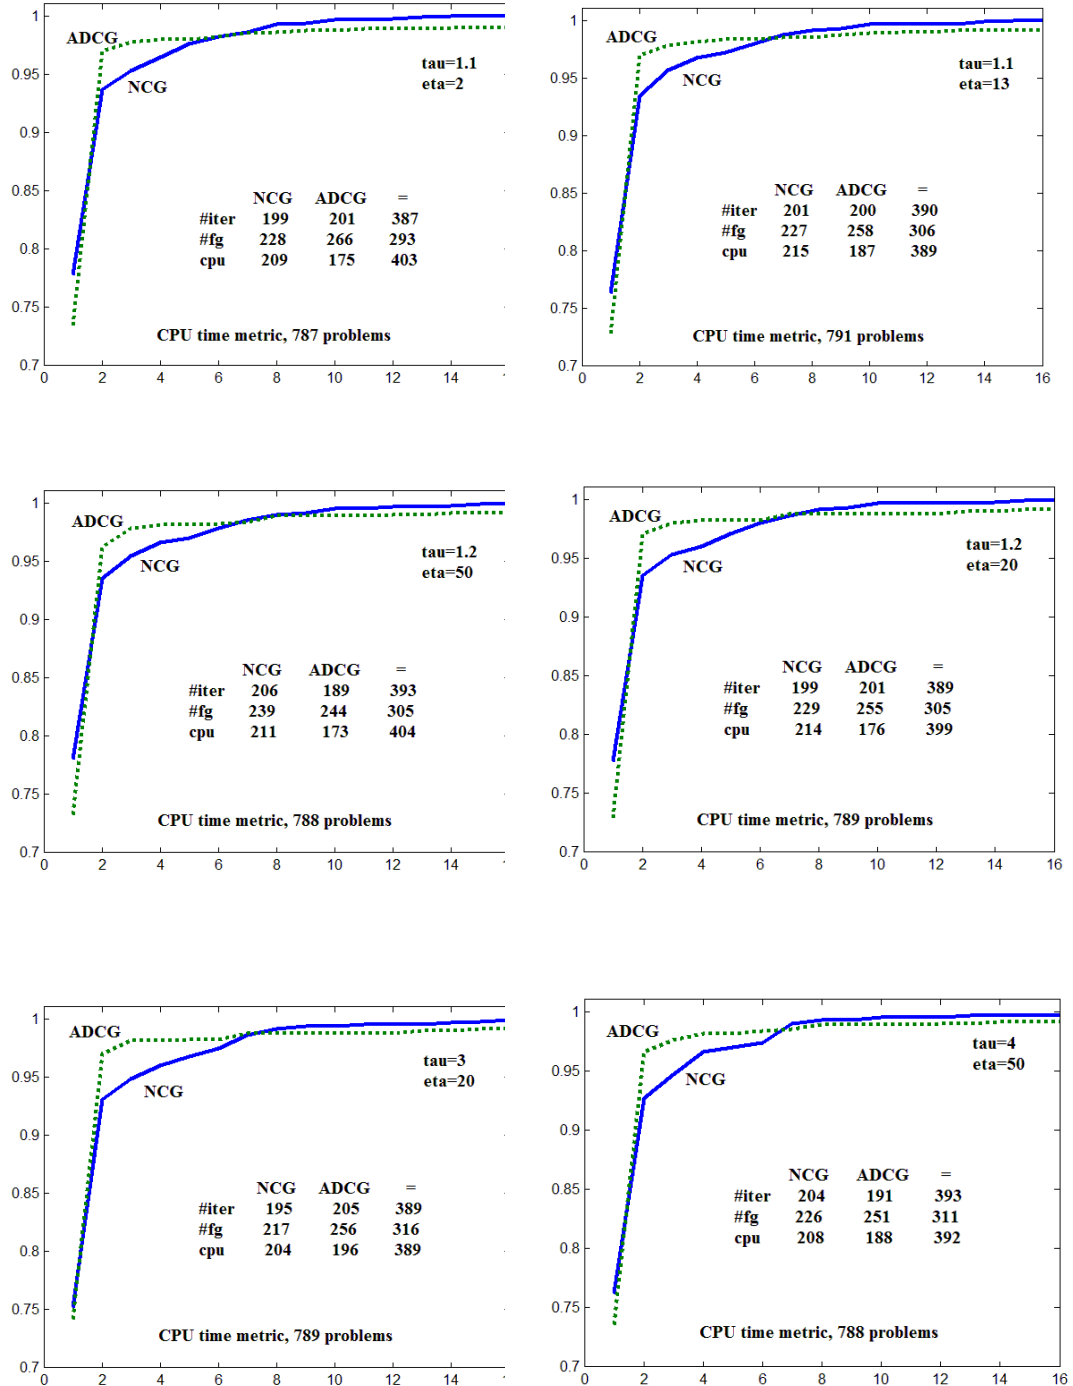 1
ADCG
0.95
NCG
tau=1.1
eta=2
0.9
0.85
NCG ADCG =
#iter 199 201 387
#fg 228 266 293
cpu 209 175 403
0.8
0.75
CPU time metric, 787 problems
0.7
0 2 4 6 8 10 12 14
1
ADCG
0.95
NCG
tau=1.1
eta=13
0.9
0.85
NCG ADCG =
#iter 201 200 390
#fg 227 258 306
cpu 215 187 389
0.8
0.75
CPU time metric, 791 problems
0.7
0 2 4 6 8 10 12 14 16
1
ADCG
0.95
NCG
tau=1.2
eta=50
0.9
0.85
NCG ADCG =
#iter 206 189 393
#fg 239 244 305
cpu 211 173 404
0.8
0.75
CPU time metric, 788 problems
0.7
0 2 4 6 8 10 12 14
1
ADCG
0.95
NCG
tau=1.2
eta=20
0.9
0.85
NCG ADCG =
#iter 199 201 389
#fg 229 255 305
cpu 214 176 399
0.8
0.75
CPU time metric, 789 problems
0.7
0 2 4 6 8 10 12 14 16
1
ADCG
0.95
NCG
tau=3
eta=20
0.9
0.85
NCG ADCG =
#iter 195 205 389
#fg 217 256 316
cpu 204 196 389
0.8
0.75
CPU time metric, 789 problems
0.7
0 2 4 6 8 10 12 14
1
ADCG
0.95
NCG
tau=4
eta=50
0.9
0.85
NCG ADCG =
#iter 204 191 393
#fg 226 251 311
cpu 208 188 392
0.8
0.75
CPU time metric, 788 problems
0.7
0 2 4 6 8 10 12 14 16